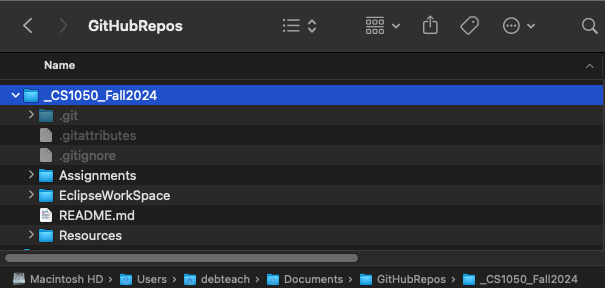 GitHubRepos
Name
_CS1050_Fall2024
.git
.gitattributes
.gitignore
Assignments
EclipseWorkSpace
README.md
Resources
Macintosh HD › Users › debteach › Documents › GitHubRepos › _CS1050_Fall2024